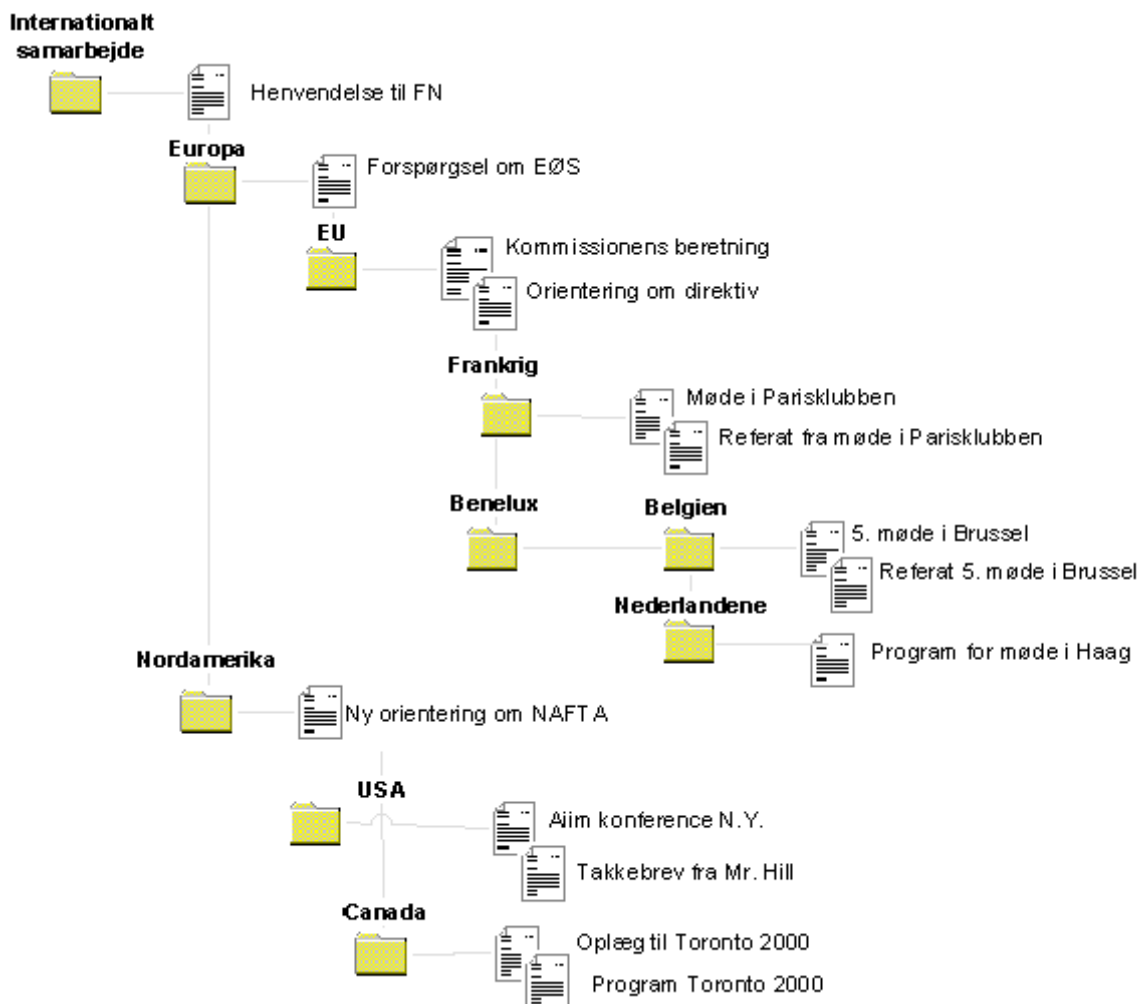 Internationalt
samarbejde
Henvendelse til FN
Europa
Forspørgsel om EØS
EU
Kommissionens beretning
Orientering om direktiv
Frankrig
Møde i Parisklubben
Referat fra møde i Parisklubben
Benelux
Belgien
5. møde i Brussel
Referat 5. møde i Brussel
Nederlandene
Program for møde i Haag
Nordamerika
Ny orientering om NAFTA
USA
Aiim konference N.Y.
Takkebrev fra Mr. Hill
Canada
Oplæg til Toronto 2000
Program Toronto 2000